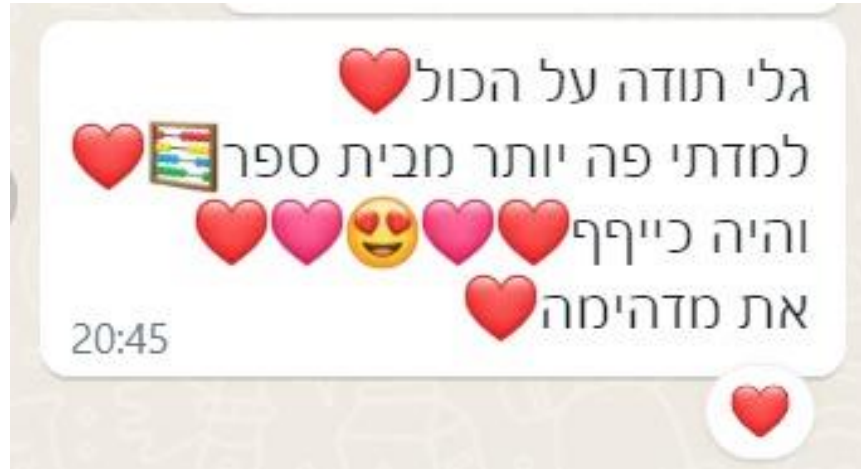 גלי תודה על הכול❤️
למדתי פה יותר מבית ספר🧮❤️
והיה כייףף❤️💗😍💗❤️
את מדהימה❤️
20:45
❤️